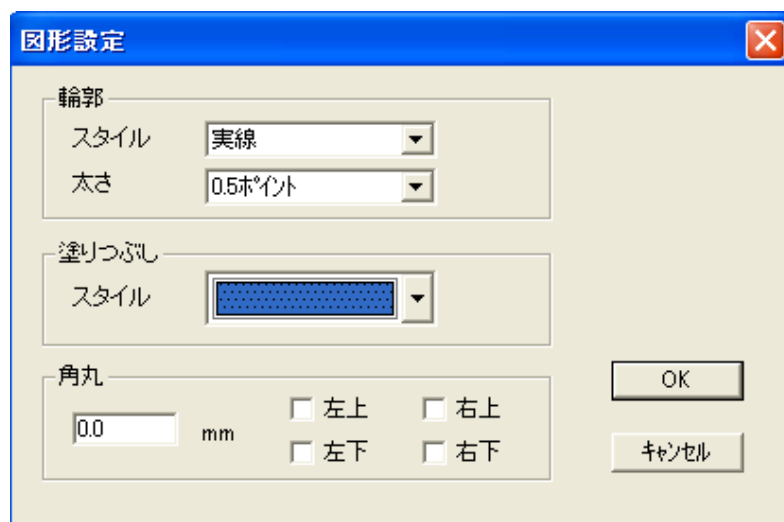 図形設定
輪郭
スタイル 実線
太さ 0.5ﾎﾟｲﾝﾄ
塗りつぶし
スタイル
角丸
0.0 mm 左上 右上
左下 右下
OK
ｷｬﾝｾﾙ